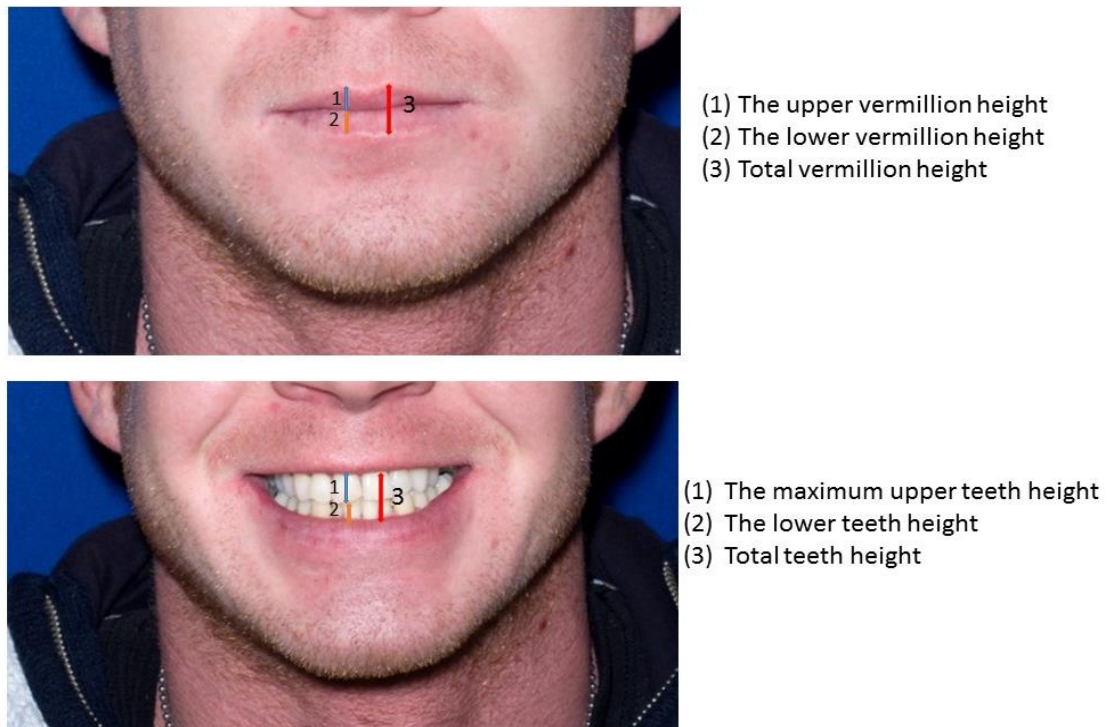 1
2
3
(1) The upper vermillion height
(2) The lower vermillion height
(3) Total vermillion height
1
2
3
(1) The maximum upper teeth height
(2) The lower teeth height
(3) Total teeth height